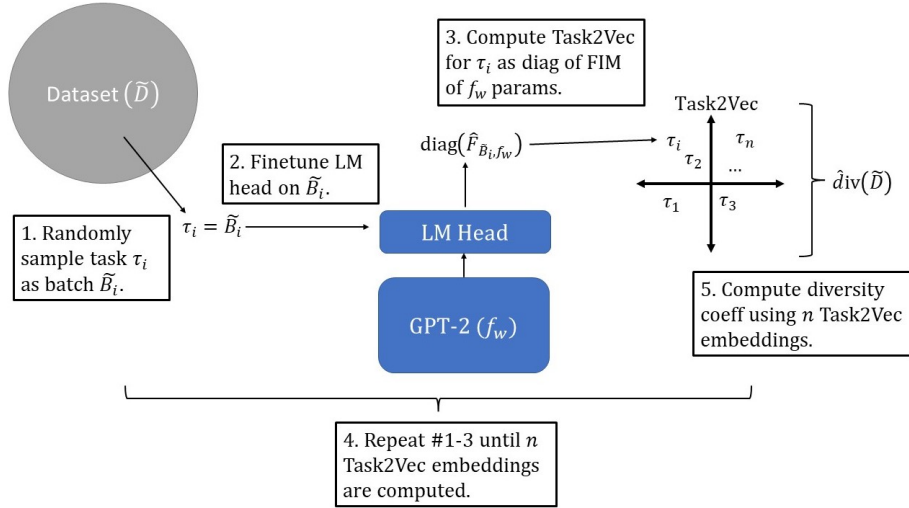 Dataset (D̃)
1. Randomly
sample task τᵢ
as batch B̃ᵢ.
τᵢ = B̃ᵢ
2. Finetune LM
head on B̃ᵢ.
3. Compute Task2Vec
for τᵢ as diag of FIM
of f_w params.
diag(F̂_{B̃ᵢ,f_w})
LM Head
GPT-2 (f_w)
Task2Vec
τᵢ τₙ
τ₂ ...
τ₁ τ₃
d̂iv(D̃)
5. Compute diversity
coeff using n Task2Vec
embeddings.
4. Repeat #1-3 until n
Task2Vec embeddings
are computed.